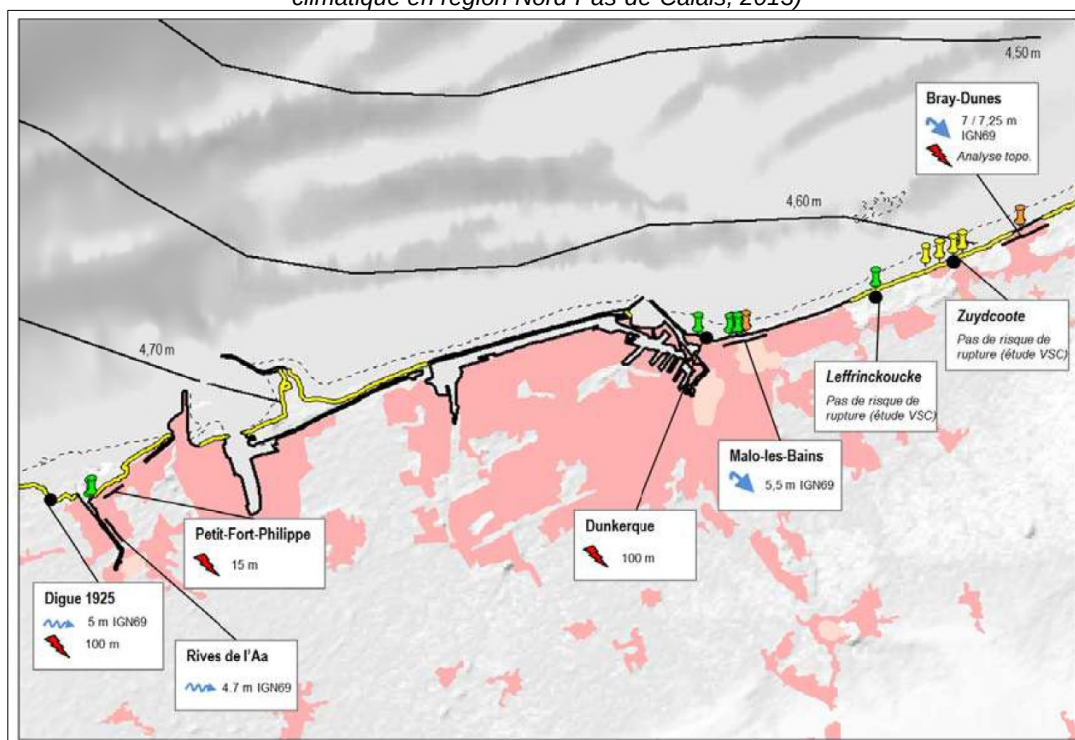 climatique en région Nord-Pas-de-Calais, 2015)
4,50 m
Bray-Dunes
7 / 7,25 m
IGN69
Analyse topo.
4,60 m
4,70 m
Zuydcoote
Pas de risque de
rupture (étude VSC)
Leffrinckoucke
Pas de risque de
rupture (étude VSC)
Malo-les-Bains
5,5 m IGN69
Petit-Fort-Philippe
15 m
Dunkerque
100 m
Digue 1925
5 m IGN69
100 m
Rives de l'Aa
4.7 m IGN69